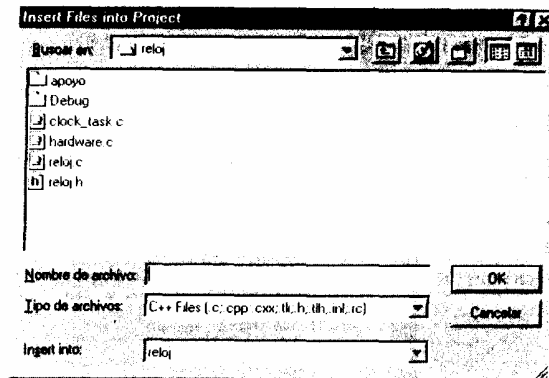 Insert Files into Project
Buscar en: reloj
apoyo
Debug
clock_task.c
hardware.c
reloj.c
reloj.h
Nombre de archivo:
OK
Tipo de archivos: C++ Files (.c;.cpp;.cxx;.tli;.h;.tlh;.inl;.rc)
Cancelar
Insert into: reloj